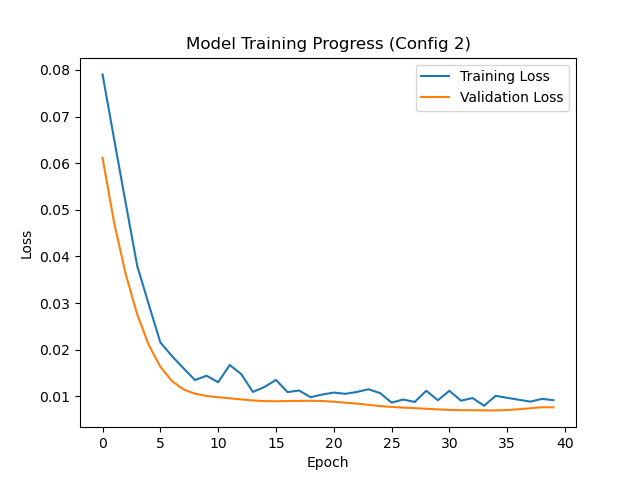 Model Training Progress (Config 2)
Training Loss
Validation Loss
Loss
0.08
0.07
0.06
0.05
0.04
0.03
0.02
0.01
0 5 10 15 20 25 30 35 40
Epoch